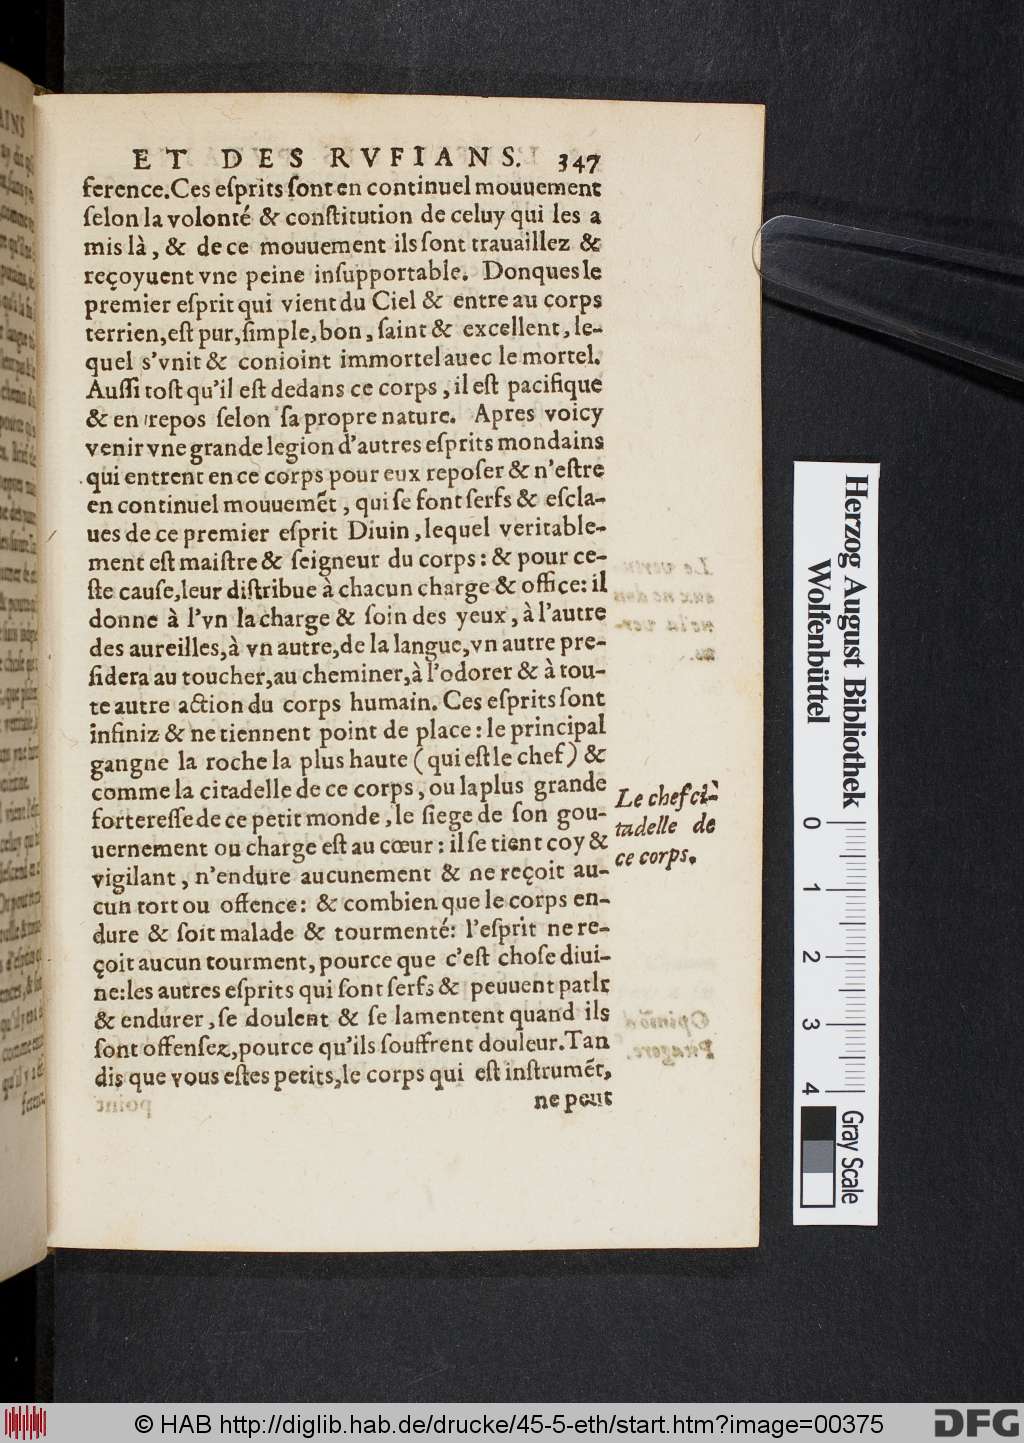 ET DES RVFIANS. 347
ference. Ces eſprits ſont en continuel mouuement
ſelon la volonté & conſtitution de celuy qui les a
mis là, & de ce mouuement ils ſont trauaillez &
reçoyuent vne peine inſupportable. Donques le
premier eſprit qui vient du Ciel & entre au corps
terrien, eſt pur, ſimple, bon, ſaint & excellent, le-
quel s'vnit & conioint immortel auec le mortel.
Auſſi toſt qu'il eſt dedans ce corps, il eſt pacifique
& en repos ſelon ſa propre nature. Apres voicy
venir vne grande legion d'autres eſprits mondains
qui entrent en ce corps pour eux repoſer & n'eſtre
en continuel mouuemẽt, qui ſe font ſerfs & eſcla-
ues de ce premier eſprit Diuin, lequel veritable-
ment eſt maiſtre & ſeigneur du corps: & pour ce-
ſte cauſe, leur diſtribue à chacun charge & office: il
donne à l'vn la charge & ſoin des yeux, à l'autre
des aureilles, à vn autre, de la langue, vn autre pre-
ſidera au toucher, au cheminer, à l'odorer & à tou-
te autre action du corps humain. Ces eſprits ſont
infiniz & ne tiennent point de place: le principal
gangne la roche la plus haute (qui eſt le chef) &
comme la citadelle de ce corps, ou la plus grande
fortereſſe de ce petit monde, le ſiege de ſon gou-
uernement ou charge eſt au cœur: il ſe tient coy &
vigilant, n'endure aucunement & ne reçoit au-
cun tort ou offence: & combien que le corps en-
dure & ſoit malade & tourmenté: l'eſprit ne re-
çoit aucun tourment, pource que c'eſt choſe diui-
ne: les autres eſprits qui ſont ſerfs & peuuent patir
& endurer, ſe doulent & ſe lamentent quand ils
ſont offenſez, pource qu'ils ſouffrent douleur. Tan
dis que vous eſtes petits, le corps qui eſt inſtrumẽt,
ne peut
Le chef ci-
tadelle de
ce corps.
Herzog August Bibliothek
Wolfenbüttel
0 1 2 3 4
Gray Scale
© HAB http://diglib.hab.de/drucke/45-5-eth/start.htm?image=00375
DFG